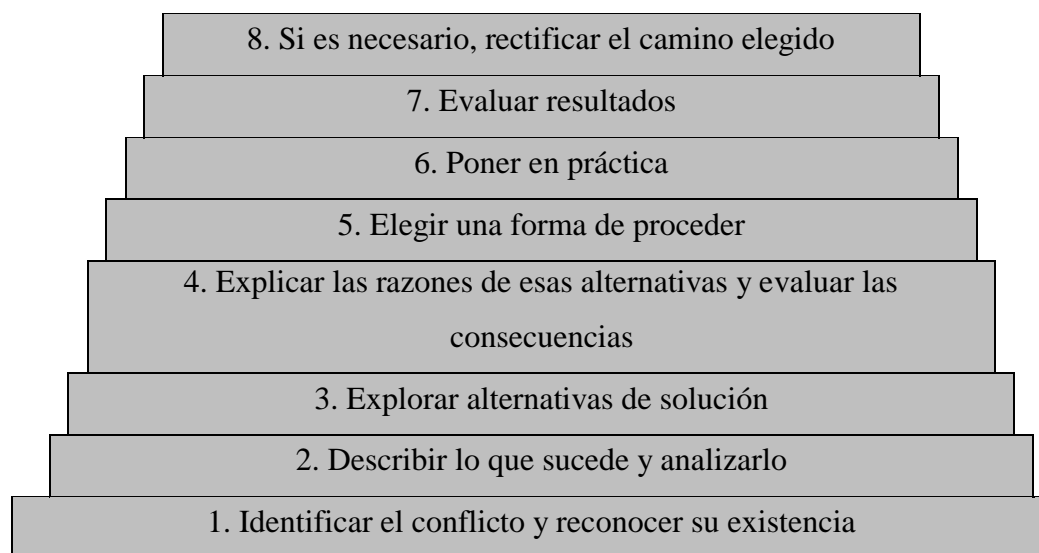 8. Si es necesario, rectificar el camino elegido
7. Evaluar resultados
6. Poner en práctica
5. Elegir una forma de proceder
4. Explicar las razones de esas alternativas y evaluar las
consecuencias
3. Explorar alternativas de solución
2. Describir lo que sucede y analizarlo
1. Identificar el conflicto y reconocer su existencia